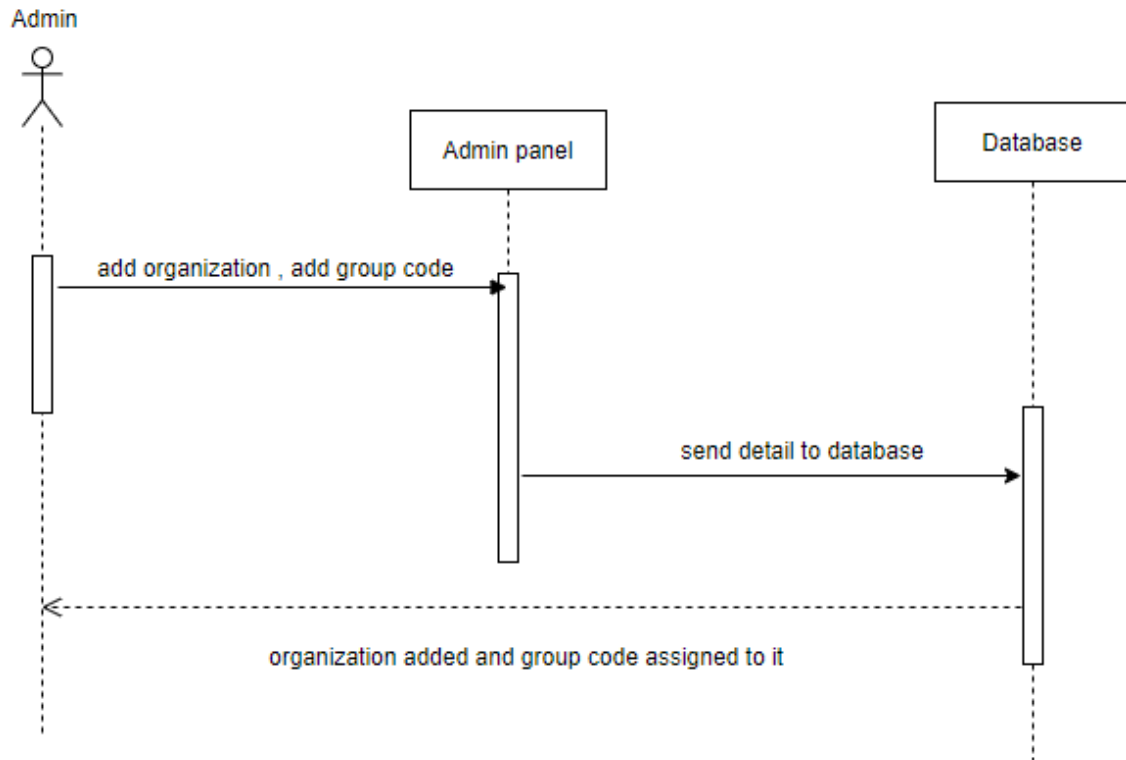 Admin
Admin panel
Database
add organization , add group code
send detail to database
organization added and group code assigned to it